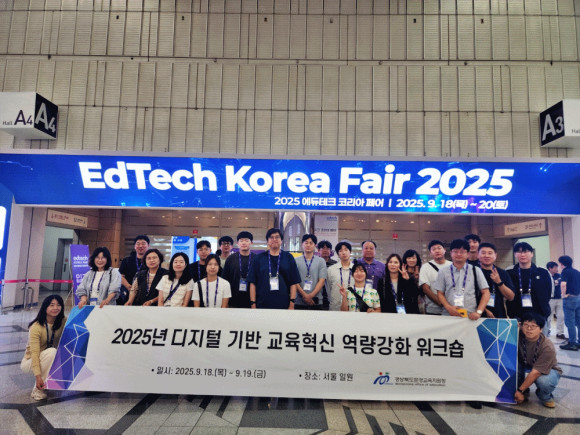 Hall A4
A4
A3
EdTech Korea Fair 2025
2025 에듀테크 코리아 페어 | 2025. 9. 18(목) ~ 20(토)
2025년 디지털 기반 교육혁신 역량강화 워크숍
• 일시: 2025.9.18.(목) ~ 9.19.(금)
• 장소: 서울 일원